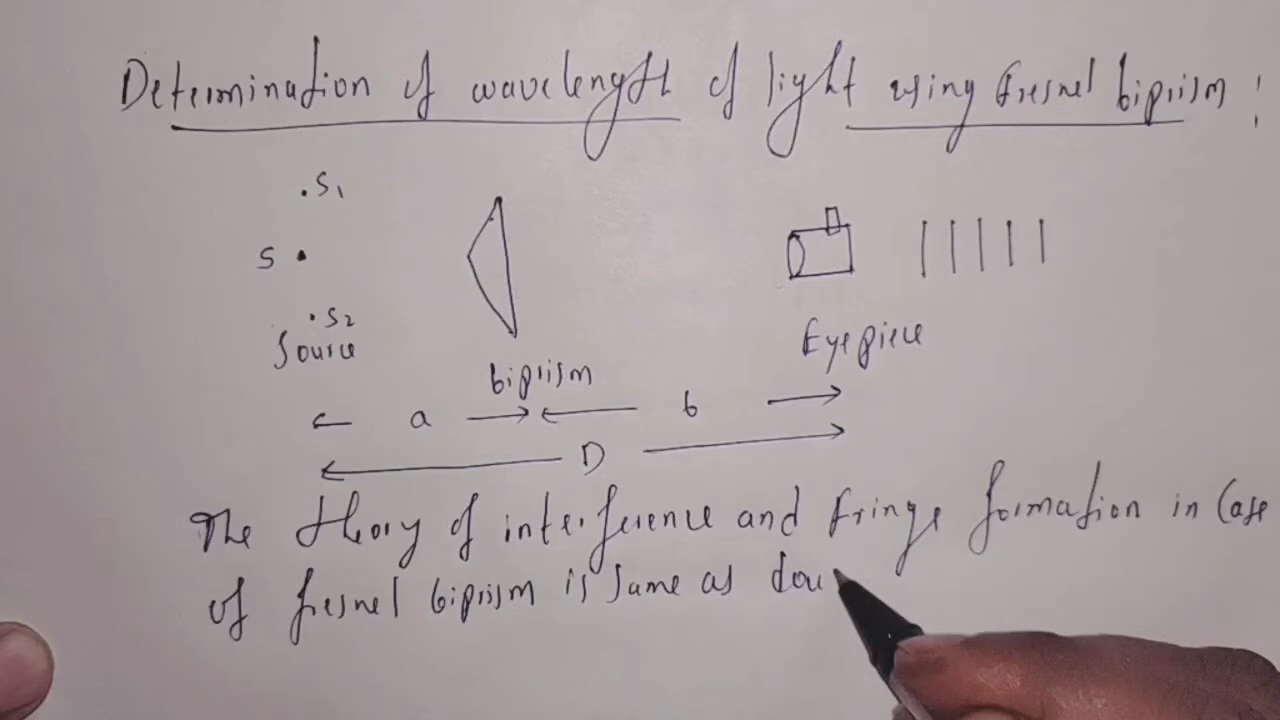 Determination of wavelength of light using fresnel biprism :
S1
S
S2
Source
biprism
Eyepiece
a
b
D
The theory of interference and fringe formation in Case
of fresnel biprism is same as dou